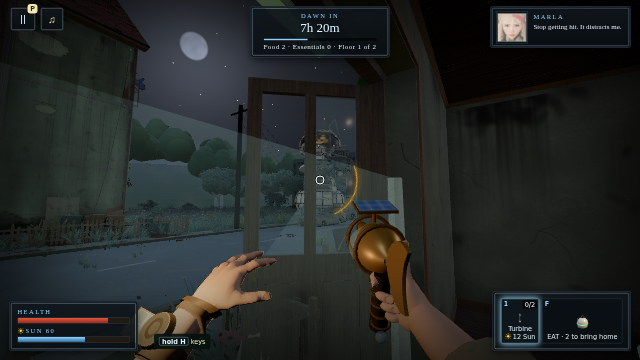 P
DAWN IN
7h 20m
Food 2 · Essentials 0 · Floor 1 of 2
MARLA
Stop getting hit. It distracts me.
HEALTH
SUN 60
hold H keys
1 0/2
Turbine
12 Sun
F
EAT · 2 to bring home